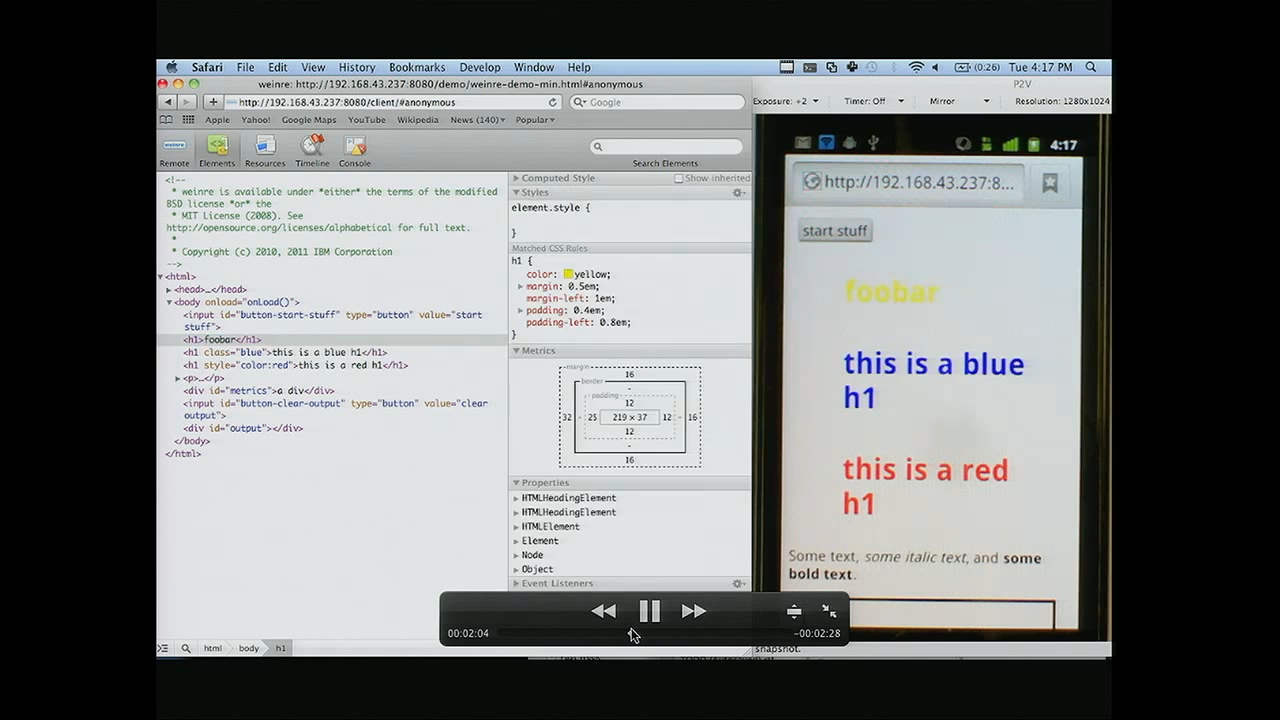 Safari File Edit View History Bookmarks Develop Window Help (0:26) Tue 4:17 PM
weinre: http://192.168.43.237:8080/demo/weinre-demo-min.html#anonymous
http://192.168.43.237:8080/client/#anonymous Google
Apple Yahoo! Google Maps YouTube Wikipedia News (140) Popular
Remote Elements Resources Timeline Console Search Elements
<!--
* weinre is available under *either* the terms of the modified
BSD license *or* the
* MIT License (2008). See
http://opensource.org/licenses/alphabetical for full text.
*
* Copyright (c) 2010, 2011 IBM Corporation
-->
<html>
<head>…</head>
<body onload="onLoad()">
<input id="button-start-stuff" type="button" value="start
stuff">
<h1>foobar</h1>
<h1 class="blue">this is a blue h1</h1>
<h1 style="color:red">this is a red h1</h1>
<p>…</p>
<div id="metrics">a div</div>
<input id="button-clear-output" type="button" value="clear
output">
<div id="output"></div>
</body>
</html>
html body h1
Computed Style Show inherited
Styles
element.style {
}
Matched CSS Rules
h1 {
color: yellow;
margin: 0.5em;
margin-left: 1em;
padding: 0.4em;
padding-left: 0.8em;
}
Metrics
margin
16
border
-
padding
12
32 - 25 219 × 37 12 - 16
12
-
16
Properties
HTMLHeadingElement
HTMLHeadingElement
HTMLElement
Element
Node
Object
Event Listeners
00:02:04 -00:02:28
P2V
Exposure: +2 Timer: Off Mirror Resolution: 1280x1024
4:17
http://192.168.43.237:8...
start stuff
foobar
this is a blue
h1
this is a red
h1
Some text, some italic text, and some
bold text.
snapshot.